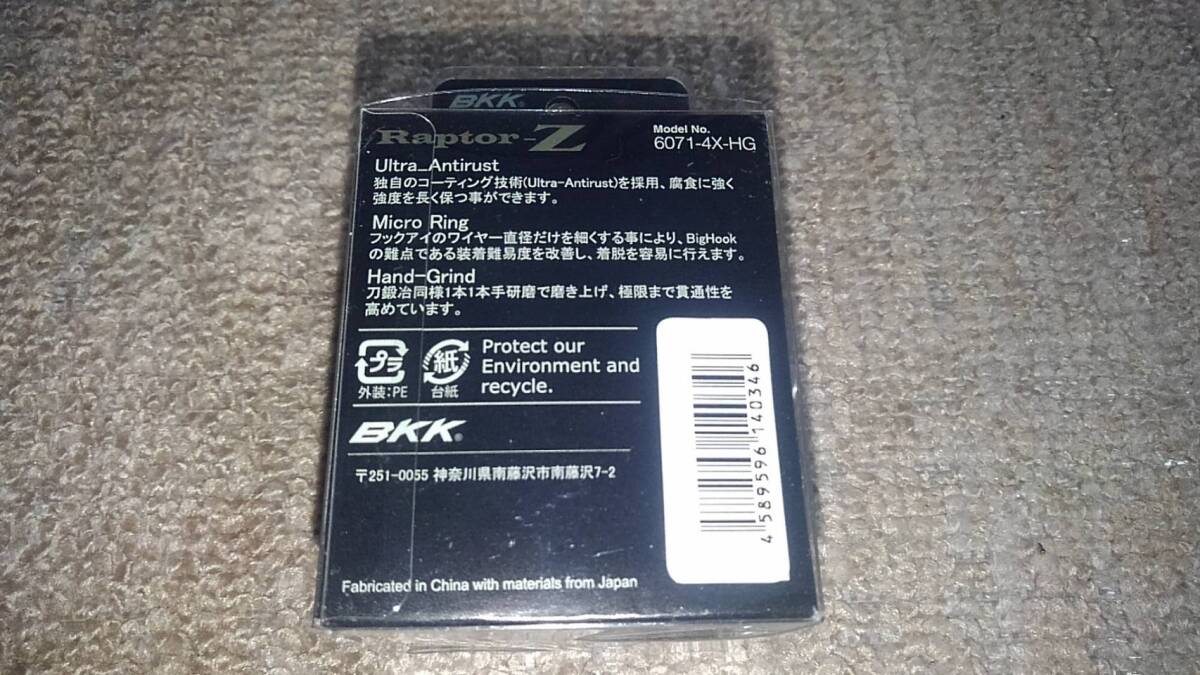 BKK
Raptor-Z
Model No.
6071-4X-HG
Ultra_Antirust
独自のコーティング技術(Ultra-Antirust)を採用、腐食に強く
強度を長く保つ事ができます。
Micro Ring
フックアイのワイヤー直径だけを細くする事により、BigHook
の難点である装着難易度を改善し、着脱を容易に行えます。
Hand-Grind
刀鍛冶同様1本1本手研磨で磨き上げ、極限まで貫通性を
高めています。
プラ
外装:PE
紙
台紙
Protect our
Environment and
recycle.
BKK®
〒251-0055 神奈川県南藤沢市南藤沢7-2
Fabricated in China with materials from Japan
4589596140346